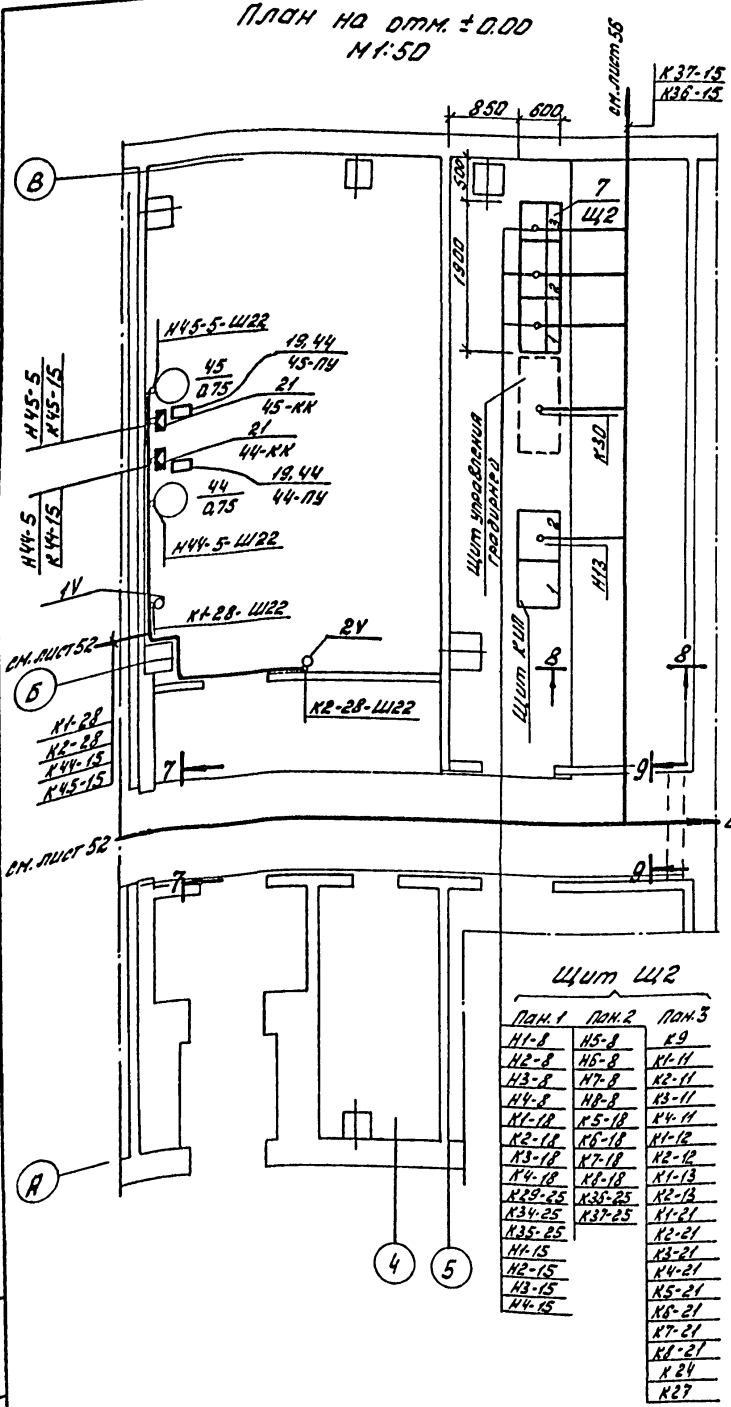 План на отм. ±0.00
М1:50
см. лист 56
К37-15
К36-15
850
600
В
500
7
Щ2
3
1900
2
1
Н45-5-Ш22
19,44
45-ПУ
45
0.75
21
45-КК
Н45-5
К45-15
21
44-КК
19,44
44-ПУ
44
0.75
Н44-5
К44-15
Н44-5-Ш22
Щит управления
градирней
К30
2
1
Н13
Щит КИП
1V
К1-28-Ш22
2V
см. лист 52
Б
К2-28-Ш22
8
8
К1-28
К2-28
К44-15
К45-15
7
9
см. лист 52
7
9
Щит Щ2
Пан.1 Пан.2 Пан.3
Н1-8 Н5-8 К9
Н2-8 Н6-8 К1-11
Н3-8 Н7-8 К2-11
Н4-8 Н8-8 К3-11
К1-18 К5-18 К4-11
К2-18 К6-18 К1-12
К3-18 К7-18 К2-12
К4-18 К8-18 К1-13
К29-25 К36-25 К2-13
К34-25 К37-25 К1-21
К35-25 К2-21
Н1-15 К3-21
Н2-15 К4-21
Н3-15 К5-21
Н4-15 К6-21
К7-21
К8-21
К24
К27
А
4
5